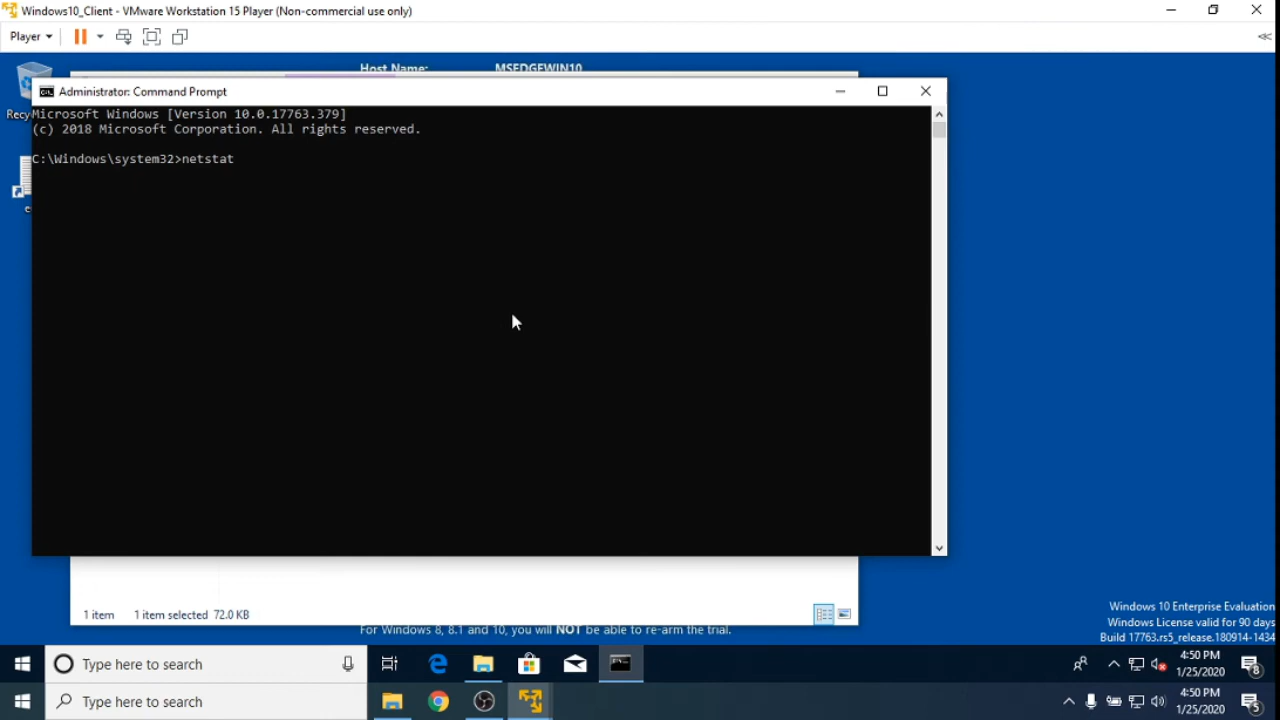 Windows10_Client - VMware Workstation 15 Player (Non-commercial use only)
Player
Host Name: MSEDGEWIN10
Administrator: Command Prompt
Recyc
Microsoft Windows [Version 10.0.17763.379]
(c) 2018 Microsoft Corporation. All rights reserved.
C:\Windows\system32>netstat
e
1 item 1 item selected 72.0 KB
For Windows 8, 8.1 and 10, you will NOT be able to re-arm the trial.
Windows 10 Enterprise Evaluation
Windows License valid for 90 days
Build 17763.rs5_release.180914-1434
Type here to search
4:50 PM
1/25/2020
8
Type here to search
4:50 PM
1/25/2020
5